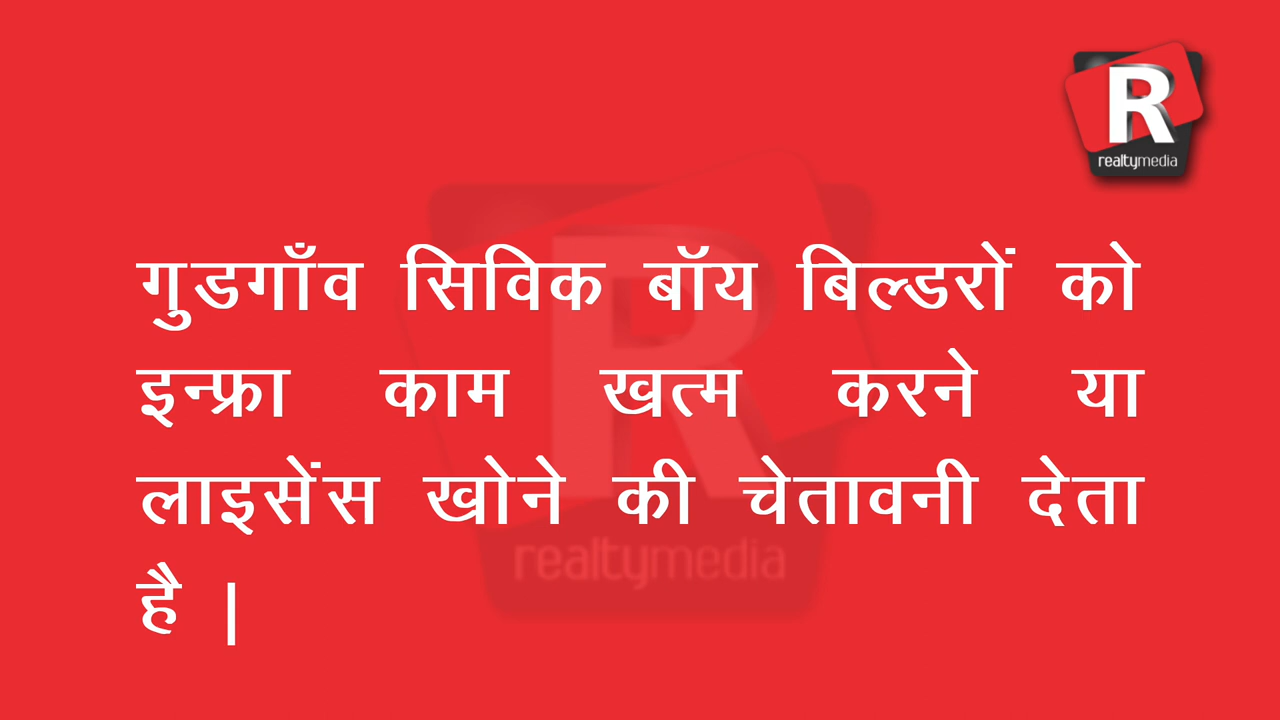 R
realtymedia
गुडगाँव सिविक बॉय बिल्डरों को
इन्फ्रा काम खत्म करने या
लाइसेंस खोने की चेतावनी देता
है |
R
realtymedia